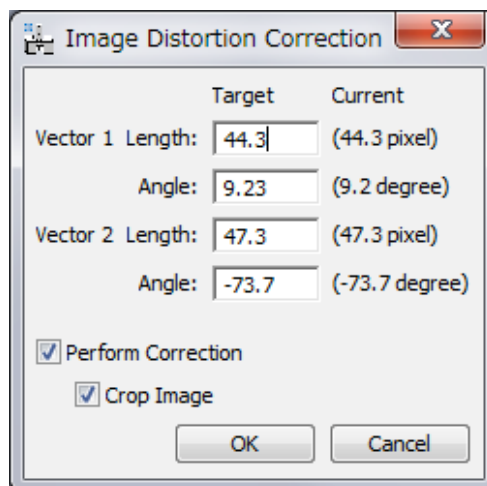 Image Distortion Correction
Target Current
Vector 1 Length: 44.3 (44.3 pixel)
Angle: 9.23 (9.2 degree)
Vector 2 Length: 47.3 (47.3 pixel)
Angle: -73.7 (-73.7 degree)
Perform Correction
Crop Image
OK Cancel